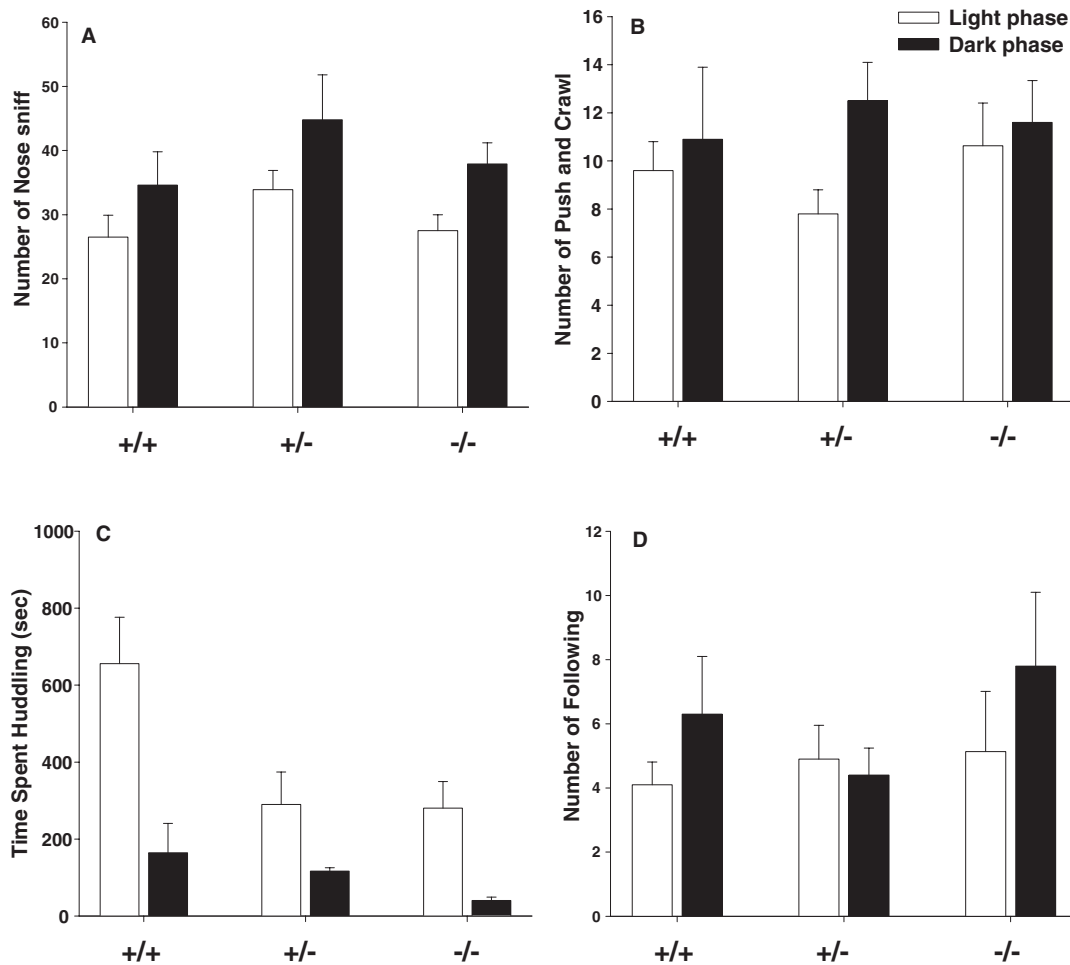 A
Number of Nose sniff
60
50
40
30
20
10
0
+/+ +/- -/-
B
Light phase
Dark phase
Number of Push and Crawl
16
14
12
10
8
6
4
2
0
+/+ +/- -/-
C
Time Spent Huddling (sec)
1000
800
600
400
200
0
+/+ +/- -/-
D
Number of Following
12
10
8
6
4
2
0
+/+ +/- -/-